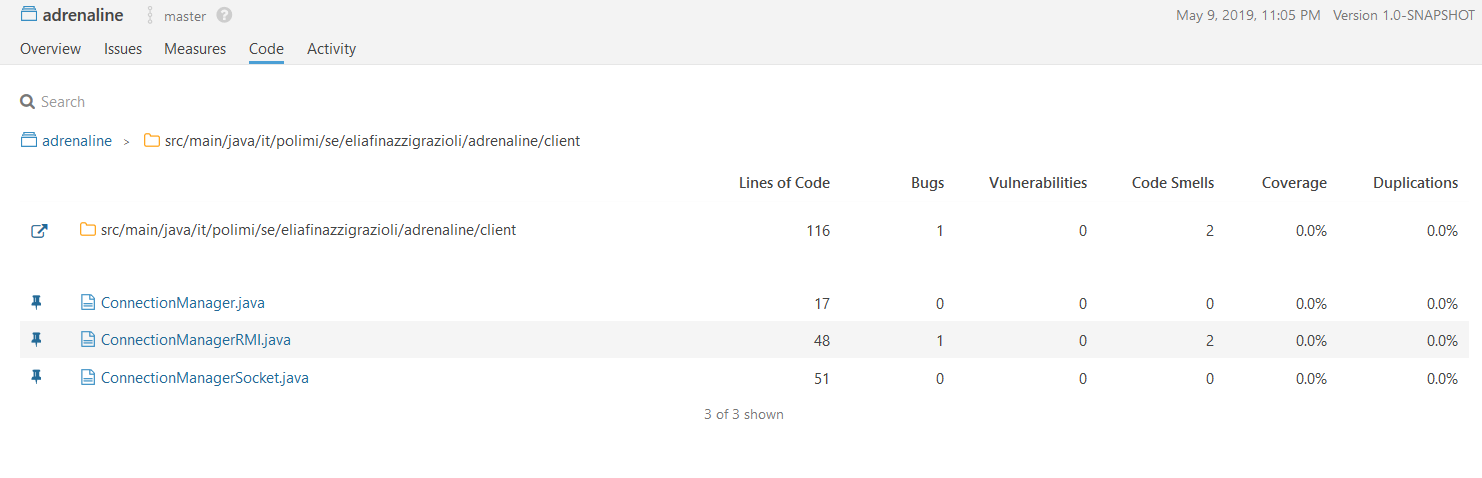 adrenaline master ? May 9, 2019, 11:05 PM Version 1.0-SNAPSHOT
Overview Issues Measures Code Activity
Search
adrenaline > src/main/java/it/polimi/se/eliafinazzigrazioli/adrenaline/client
Lines of Code Bugs Vulnerabilities Code Smells Coverage Duplications
src/main/java/it/polimi/se/eliafinazzigrazioli/adrenaline/client 116 1 0 2 0.0% 0.0%
ConnectionManager.java 17 0 0 0 0.0% 0.0%
ConnectionManagerRMI.java 48 1 0 2 0.0% 0.0%
ConnectionManagerSocket.java 51 0 0 0 0.0% 0.0%
3 of 3 shown